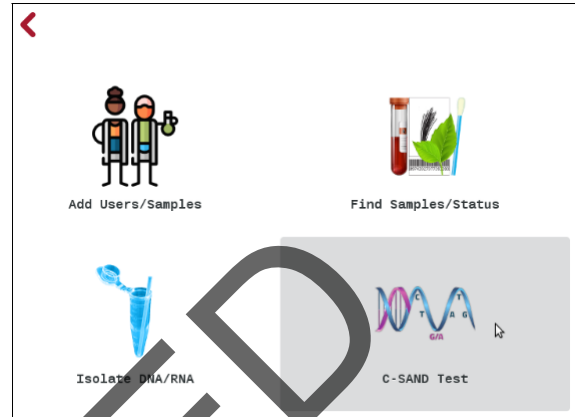 Add Users/Samples
Find Samples/Status
C T
T A G
G/A
Isolate DNA/RNA
C-SAND Test
D